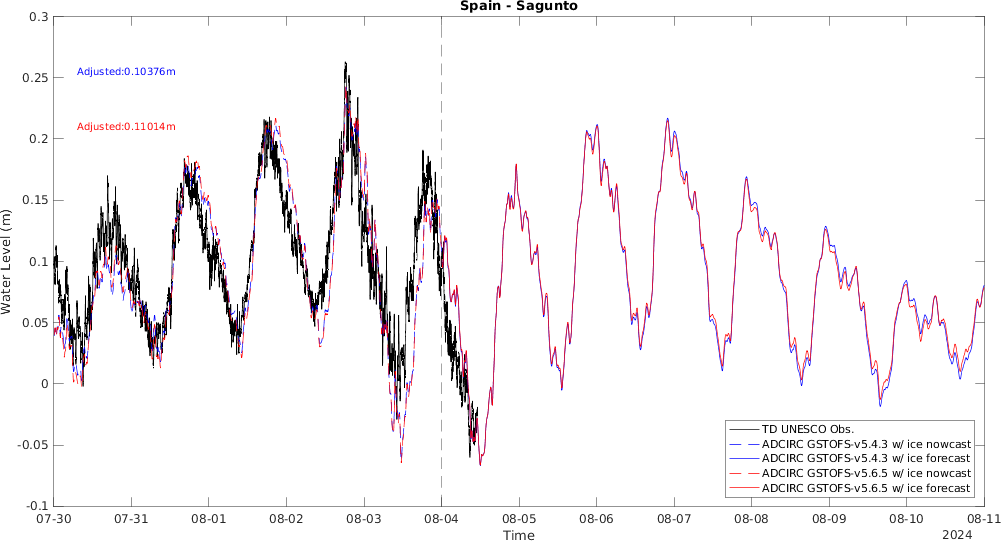 Spain - Sagunto
0.3
0.25
0.2
0.15
0.1
0.05
0
-0.05
-0.1
Water Level (m)
Adjusted:0.10376m
Adjusted:0.11014m
TD UNESCO Obs.
ADCIRC GSTOFS-v5.4.3 w/ ice nowcast
ADCIRC GSTOFS-v5.4.3 w/ ice forecast
ADCIRC GSTOFS-v5.6.5 w/ ice nowcast
ADCIRC GSTOFS-v5.6.5 w/ ice forecast
07-30 07-31 08-01 08-02 08-03 08-04 08-05 08-06 08-07 08-08 08-09 08-10 08-11
Time
2024